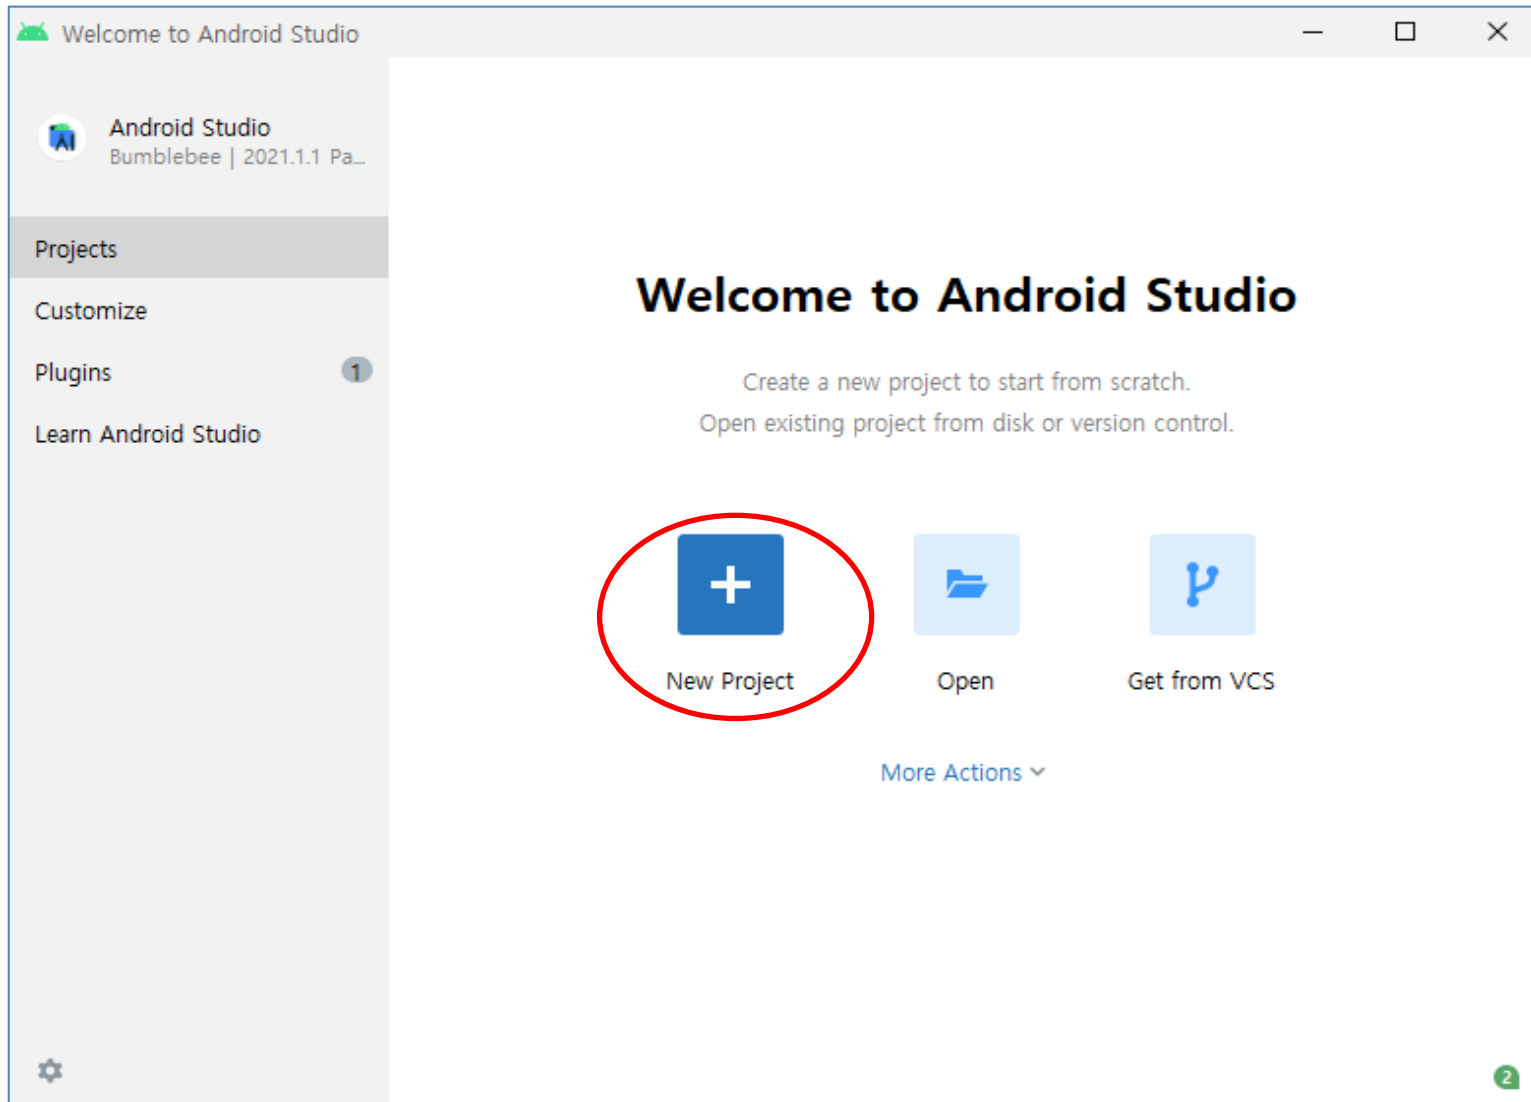 Welcome to Android Studio
Android Studio
Bumblebee | 2021.1.1 Pa...
Projects
Customize
Plugins 1
Learn Android Studio
Welcome to Android Studio
Create a new project to start from scratch.
Open existing project from disk or version control.
New Project Open Get from VCS
More Actions
2